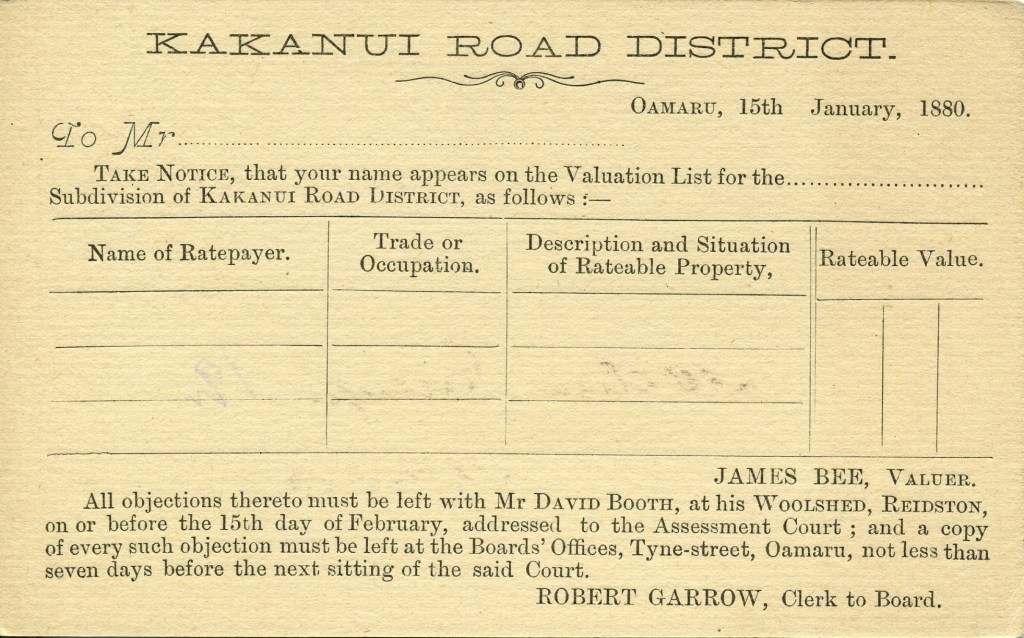 KAKANUI ROAD DISTRICT.
OAMARU, 15th January, 1880.
To Mr..............................
TAKE NOTICE, that your name appears on the Valuation List for the..............................
Subdivision of KAKANUI ROAD DISTRICT, as follows :—
Name of Ratepayer.
Trade or
Occupation.
Description and Situation
of Rateable Property,
Rateable Value.
JAMES BEE, VALUER.
All objections thereto must be left with Mr DAVID BOOTH, at his WOOLSHED, REIDSTON,
on or before the 15th day of February, addressed to the Assessment Court ; and a copy
of every such objection must be left at the Boards' Offices, Tyne-street, Oamaru, not less than
seven days before the next sitting of the said Court.
ROBERT GARROW, Clerk to Board.